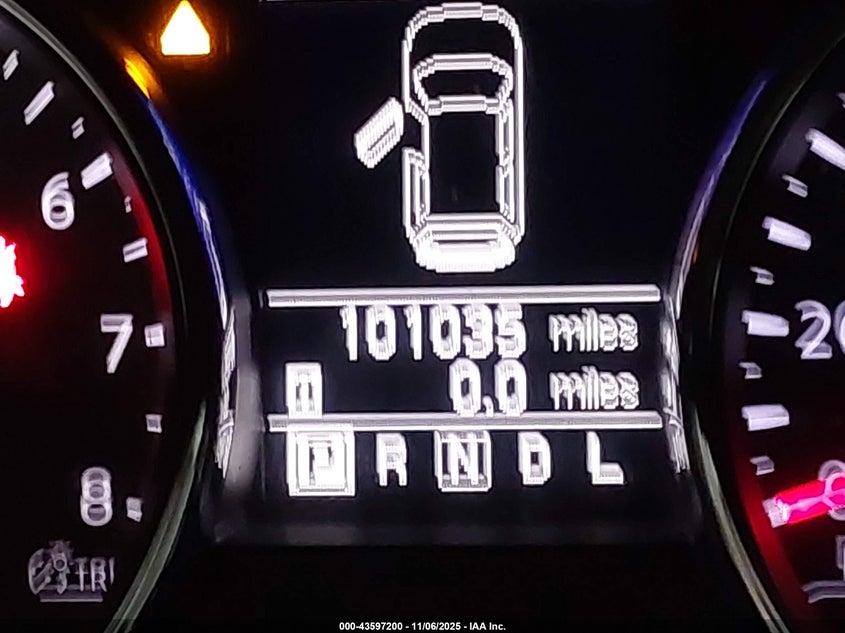 6
7
8
101035 miles
0.0 miles
P R N D L
20
000-43597200 - 11/06/2025 - IAA Inc.